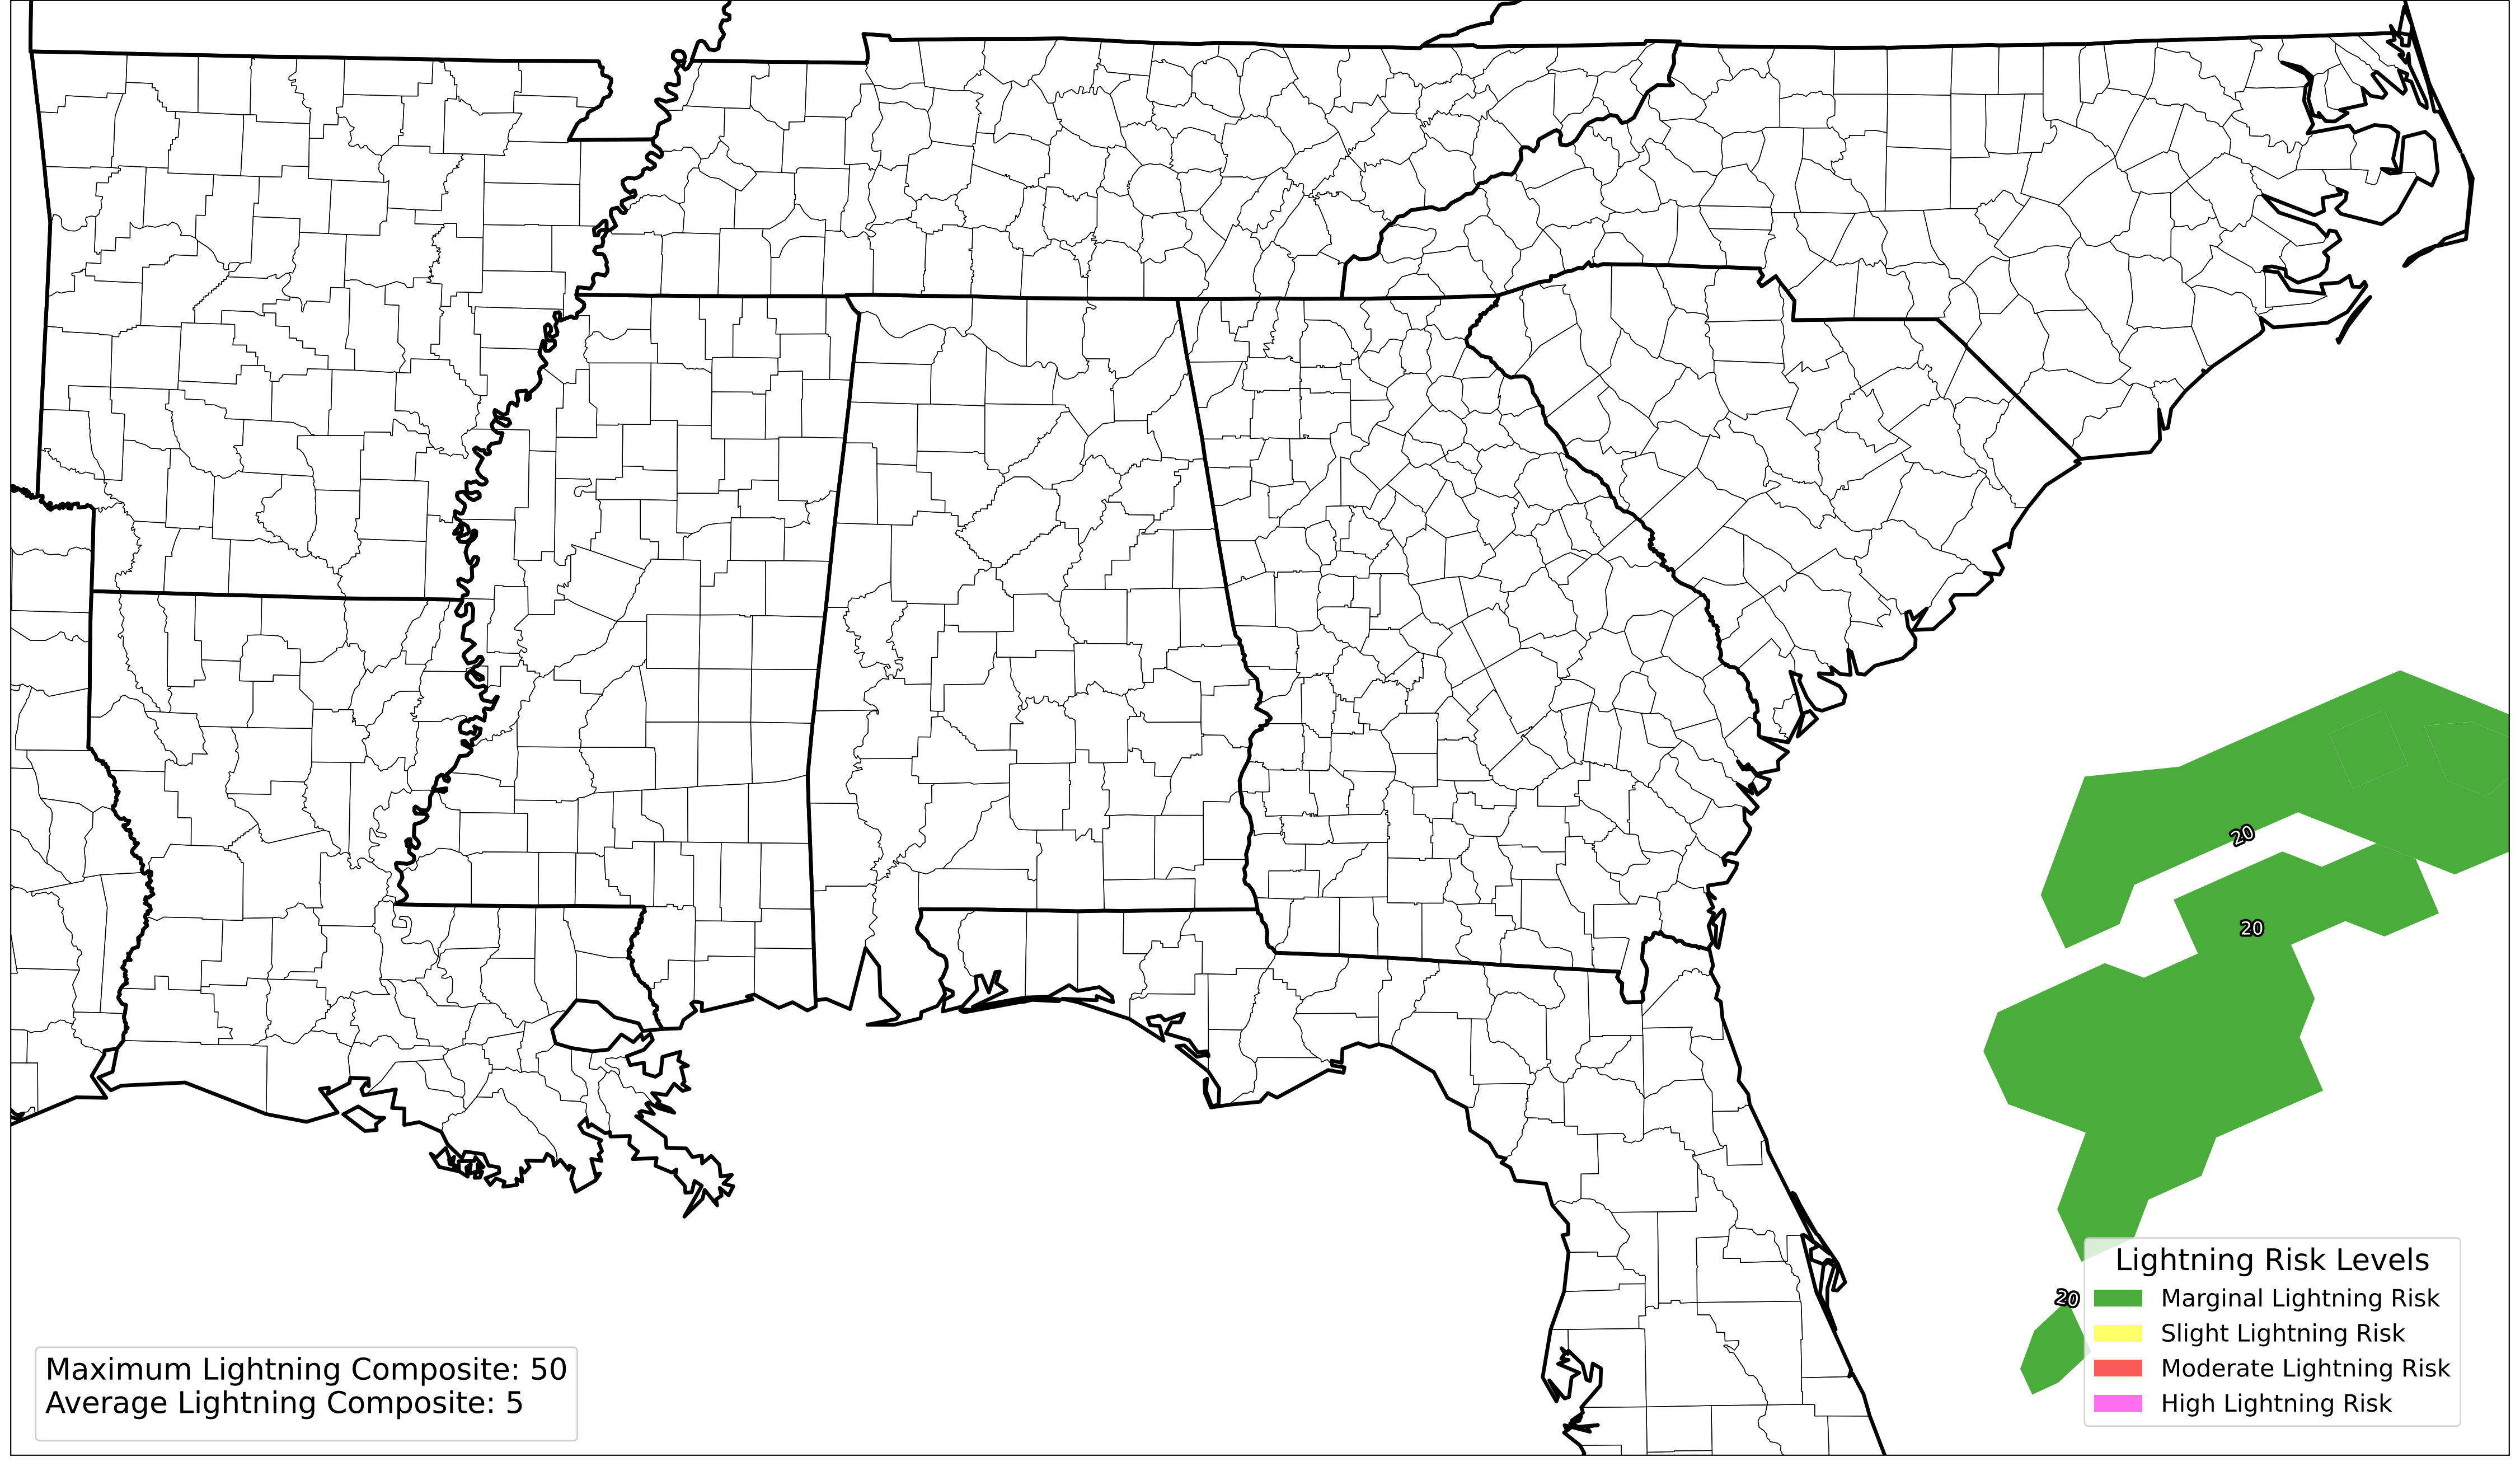 20
20
20
Lightning Risk Levels
Marginal Lightning Risk
Slight Lightning Risk
Moderate Lightning Risk
High Lightning Risk
Maximum Lightning Composite: 50
Average Lightning Composite: 5